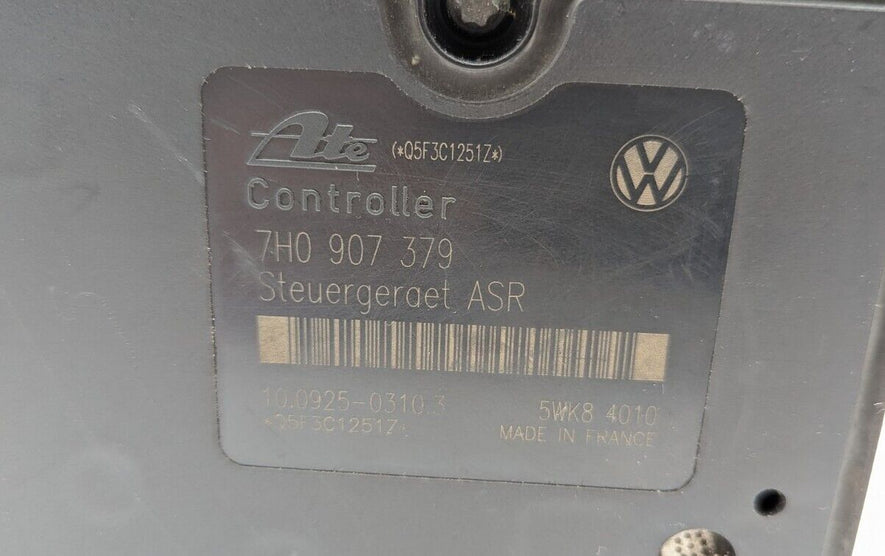 Ate (*Q5F3C1251Z*)
Controller
7H0 907 379
Steuergeraet ASR
10.0925-0310.3 5WK8 4010
*Q5F3C1251Z* MADE IN FRANCE